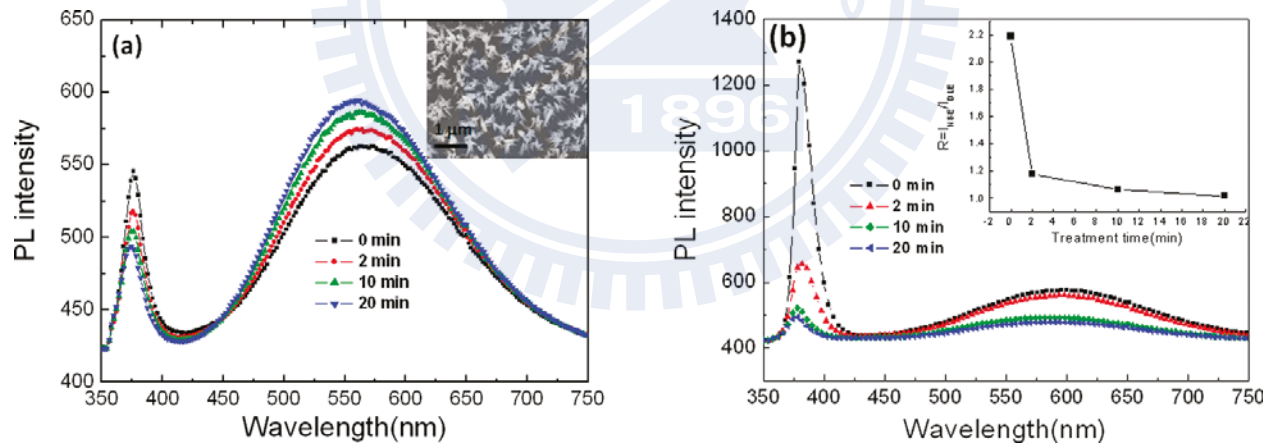 (a)
650
600
550
500
450
400
PL intensity
350 400 450 500 550 600 650 700 750
Wavelength(nm)
0 min
2 min
10 min
20 min
1 μm
1896
(b)
1400
1200
1000
800
600
400
PL intensity
350 400 450 500 550 600 650 700 750
Wavelength(nm)
0 min
2 min
10 min
20 min
2.2
2.0
1.8
1.6
1.4
1.2
1.0
R=I_NBE/I_DLE
-2 0 2 4 6 8 10 12 14 16 18 20 22
Treatment time(min)